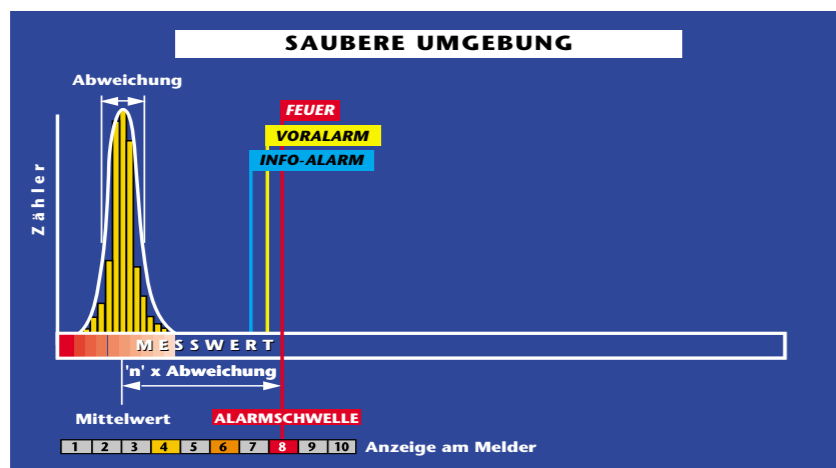 SAUBERE UMGEBUNG
Abweichung
FEUER
VORALARM
INFO-ALARM
Zähler
MESSWERT
'n' x Abweichung
Mittelwert
ALARMSCHWELLE
1 2 3 4 5 6 7 8 9 10 Anzeige am Melder